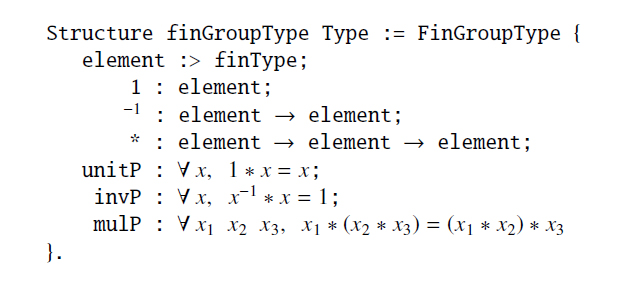 Structure finGroupType Type := FinGroupType {
element :> finType;
1 : element;
⁻¹ : element → element;
* : element → element → element;
unitP : ∀ x, 1 * x = x;
invP : ∀ x, x⁻¹ * x = 1;
mulP : ∀ x₁ x₂ x₃, x₁ * (x₂ * x₃) = (x₁ * x₂) * x₃
}.